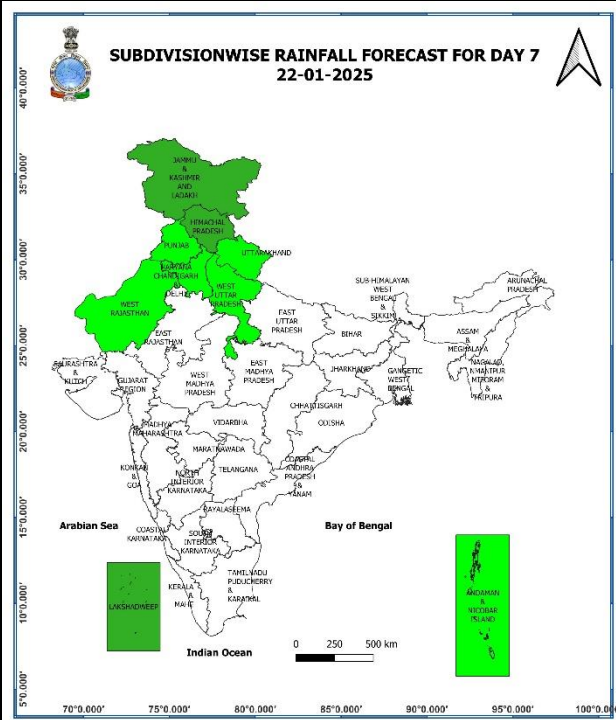 SUBDIVISIONWISE RAINFALL FORECAST FOR DAY 7
22-01-2025
40°0.000'
35°0.000'
30°0.000'
25°0.000'
20°0.000'
15°0.000'
10°0.000'
5°0.000'
JAMMU
&
KASHMIR
AND
LADAKH
HIMACHAL
PRADESH
PUNJAB
UTTARAKHAND
HARYANA
CHANDIGARH
&
DELHI
WEST
UTTAR
PRADESH
WEST
RAJASTHAN
EAST
RAJASTHAN
EAST
UTTAR
PRADESH
SUB-HIMALAYAN
WEST
BENGAL
&
SIKKIM
ARUNACHAL
PRADESH
ASSAM
&
MEGHALAYA
BIHAR
SAURASHTRA
&
KUTCH
GUJARAT
REGION
WEST
MADHYA
PRADESH
EAST
MADHYA
PRADESH
JHARKHAND
GANGETIC
WEST
BENGAL
MIZORAM
&
TRIPURA
CHHATTISGARH
ODISHA
MADHYA
MAHARASHTRA
VIDARBHA
MARATHWADA
TELANGANA
KONKAN
&
GOA
NORTH
INTERIOR
KARNATAKA
COASTAL
ANDHRA
PRADESH
&
YANAM
RAYALASEEMA
COASTAL
KARNATAKA
SOUTH
INTERIOR
KARNATAKA
TAMILNADU
PUDUCHERRY
&
KARAIKAL
KERALA
&
MAHE
Arabian Sea
Bay of Bengal
LAKSHADWEEP
ANDAMAN
&
NICOBAR
ISLAND
Indian Ocean
0 250 500 km
70°0.000' 75°0.000' 80°0.000' 85°0.000' 90°0.000' 95°0.000' 100°0.000